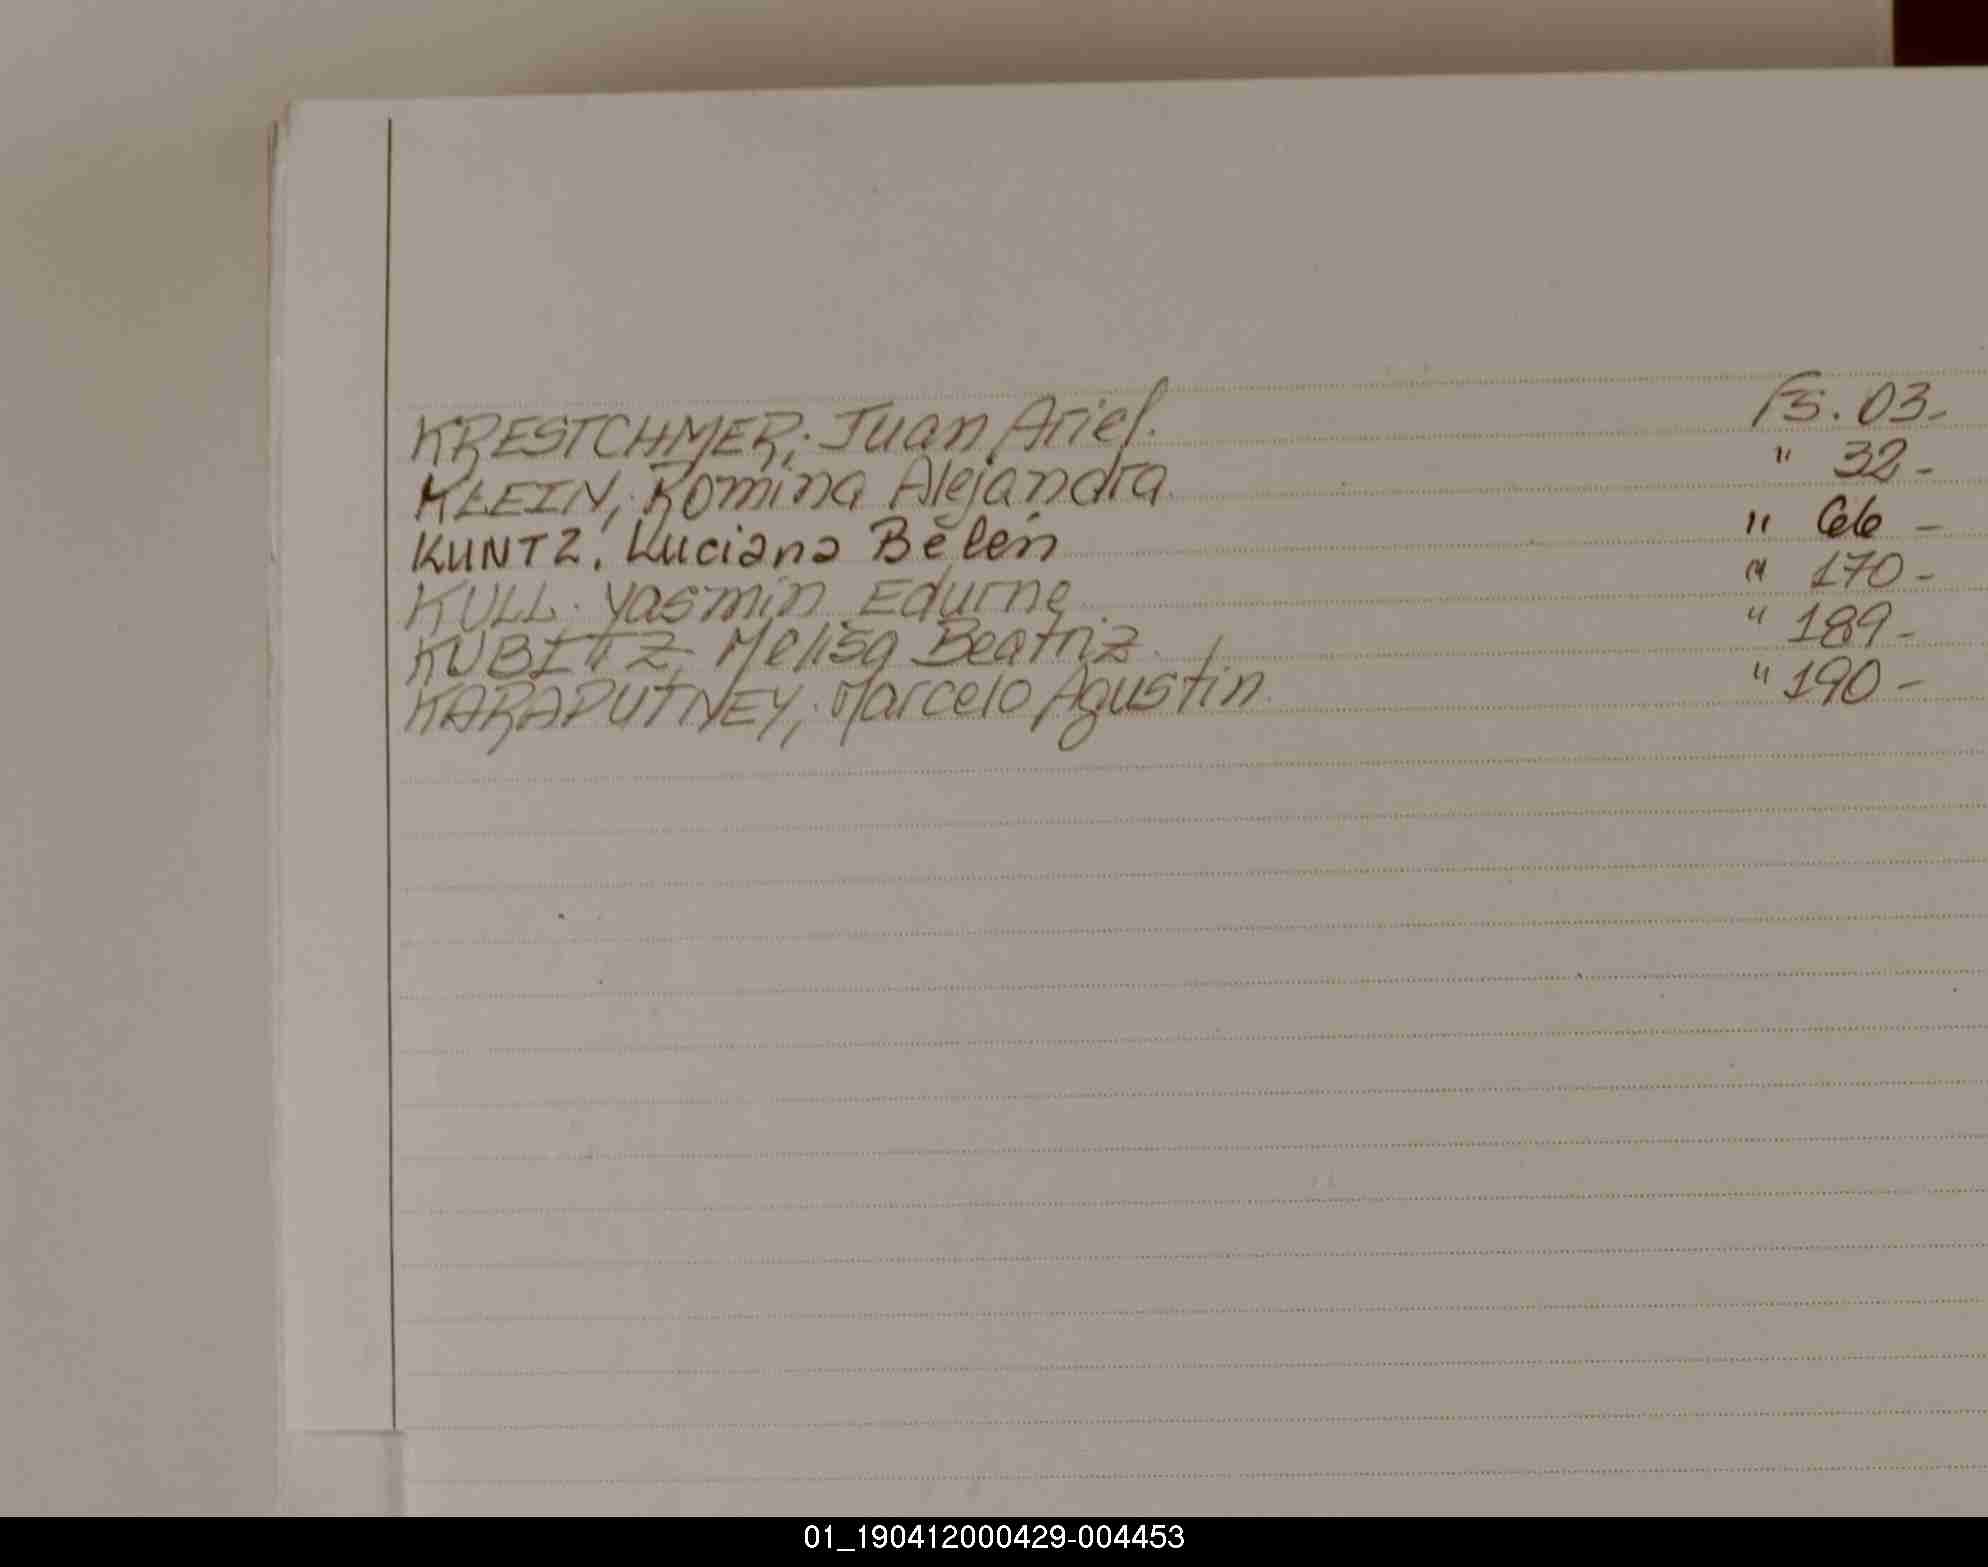 KRESTCHMER, Juan Ariel. Fs. 03-
KLEIN, Romina Alejandra. " 32-
KUNTZ, Luciana Belén " 66-
KULL. Yasmin Edurne " 170-
KUBITZ, Melisa Beatriz. " 189-
KARAPUTNEY, Marcelo Agustin. " 190-
01_190412000429-004453